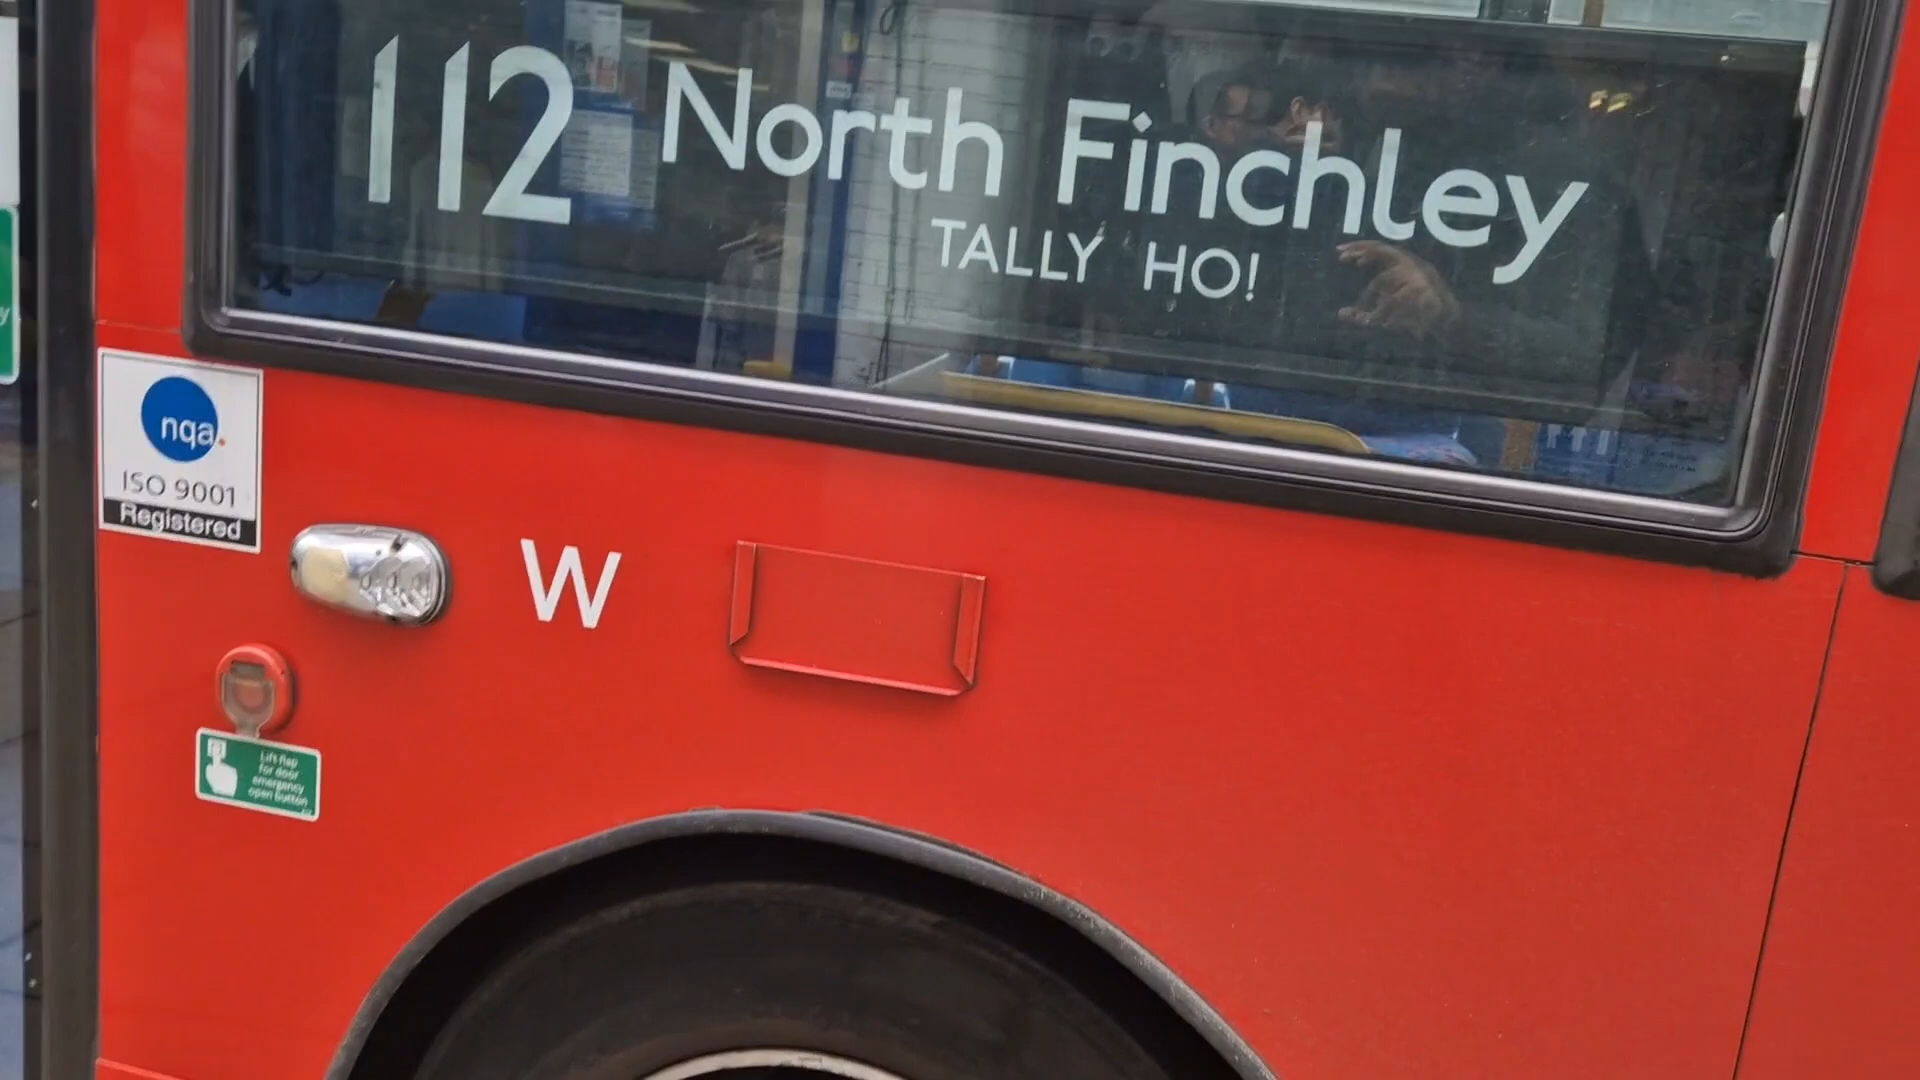 112 North Finchley
TALLY HO!
nqa.
ISO 9001
Registered
W
Lift flap
for door
emergency
open button
y